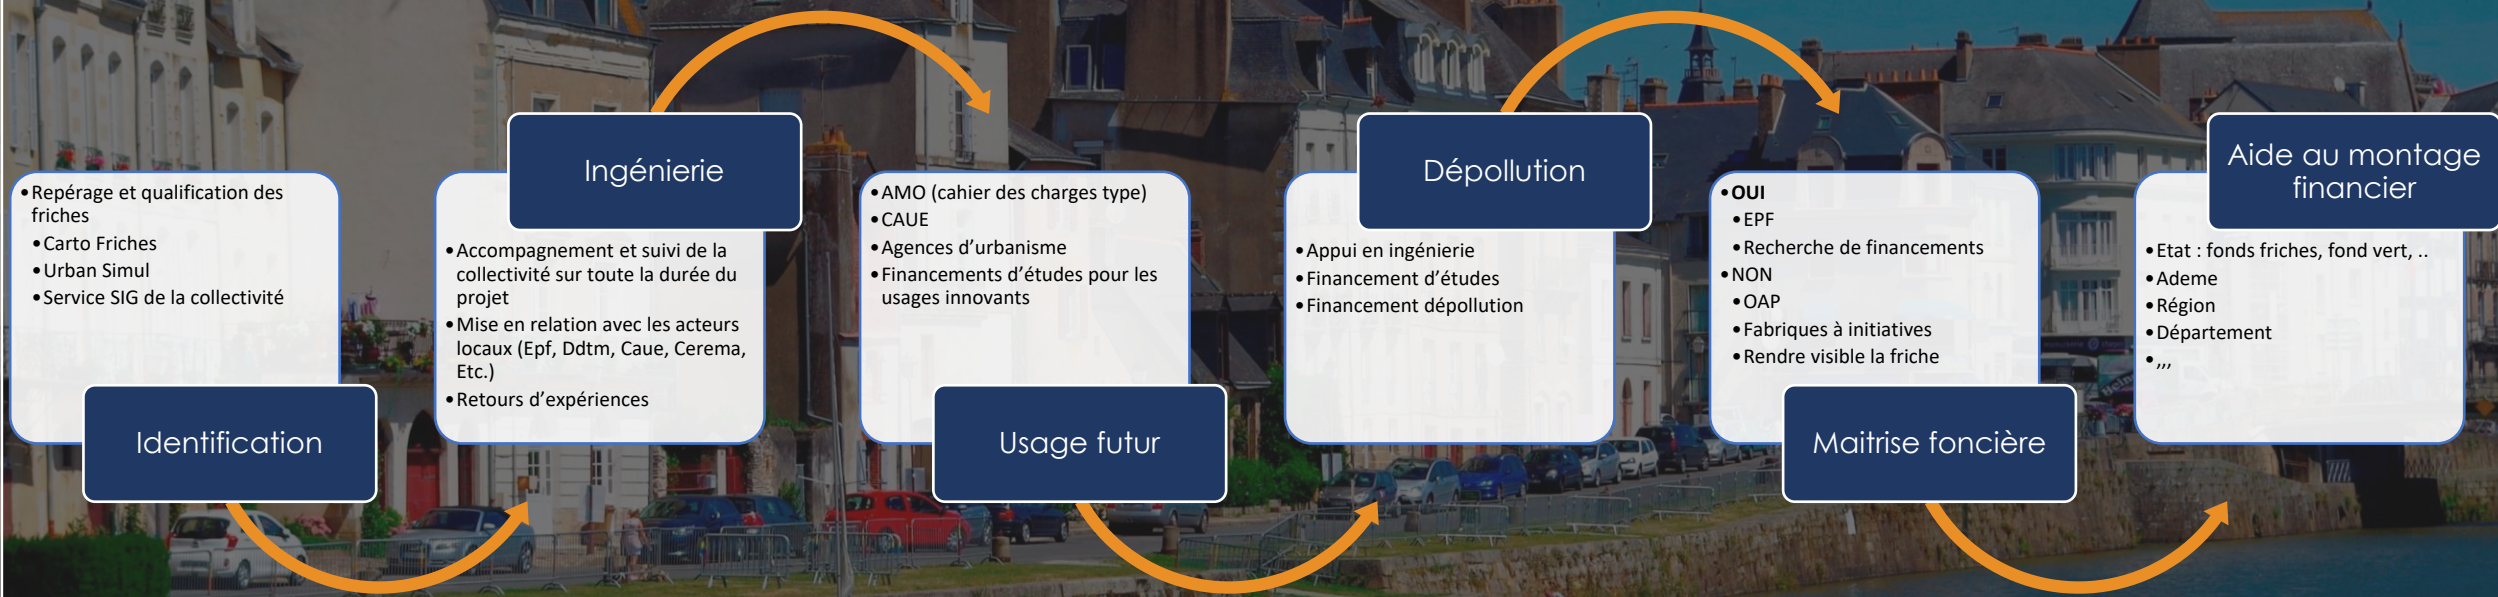 •Repérage et qualification des
friches
•Carto Friches
•Urban Simul
•Service SIG de la collectivité
Identification
Ingénierie
•Accompagnement et suivi de la
collectivité sur toute la durée du
projet
•Mise en relation avec les acteurs
locaux (Epf, Ddtm, Caue, Cerema,
Etc.)
•Retours d’expériences
•AMO (cahier des charges type)
•CAUE
•Agences d’urbanisme
•Financements d’études pour les
usages innovants
Usage futur
Dépollution
•Appui en ingénierie
•Financement d’études
•Financement dépollution
•OUI
•EPF
•Recherche de financements
•NON
•OAP
•Fabriques à initiatives
•Rendre visible la friche
Maitrise foncière
Aide au montage
financier
•Etat : fonds friches, fond vert, ..
•Ademe
•Région
•Département
•,,,